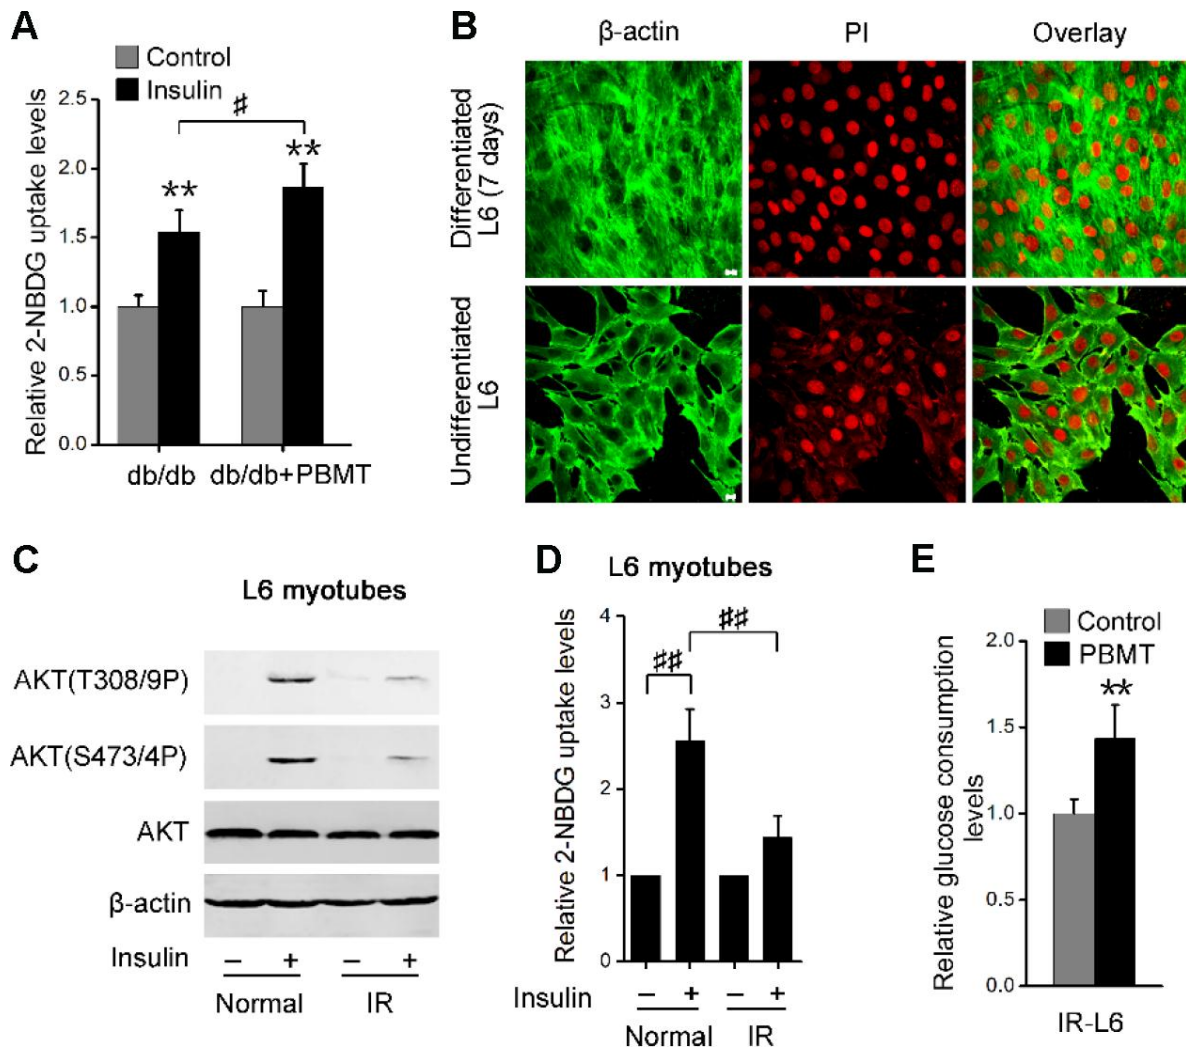 A
Control
Insulin
Relative 2-NBDG uptake levels
2.5
2.0
1.5
1.0
0.5
0.0
♯
**
**
db/db
db/db+PBMT
B
β-actin
PI
Overlay
Differentiated
L6 (7 days)
Undifferentiated
L6
C
L6 myotubes
AKT(T308/9P)
AKT(S473/4P)
AKT
β-actin
Insulin
– + – +
Normal IR
D
L6 myotubes
Relative 2-NBDG uptake levels
4
3
2
1
0
♯♯
♯♯
Insulin – + – +
Normal IR
E
Control
PBMT
Relative glucose consumption
levels
2.0
1.5
1.0
0.5
0.0
**
IR-L6